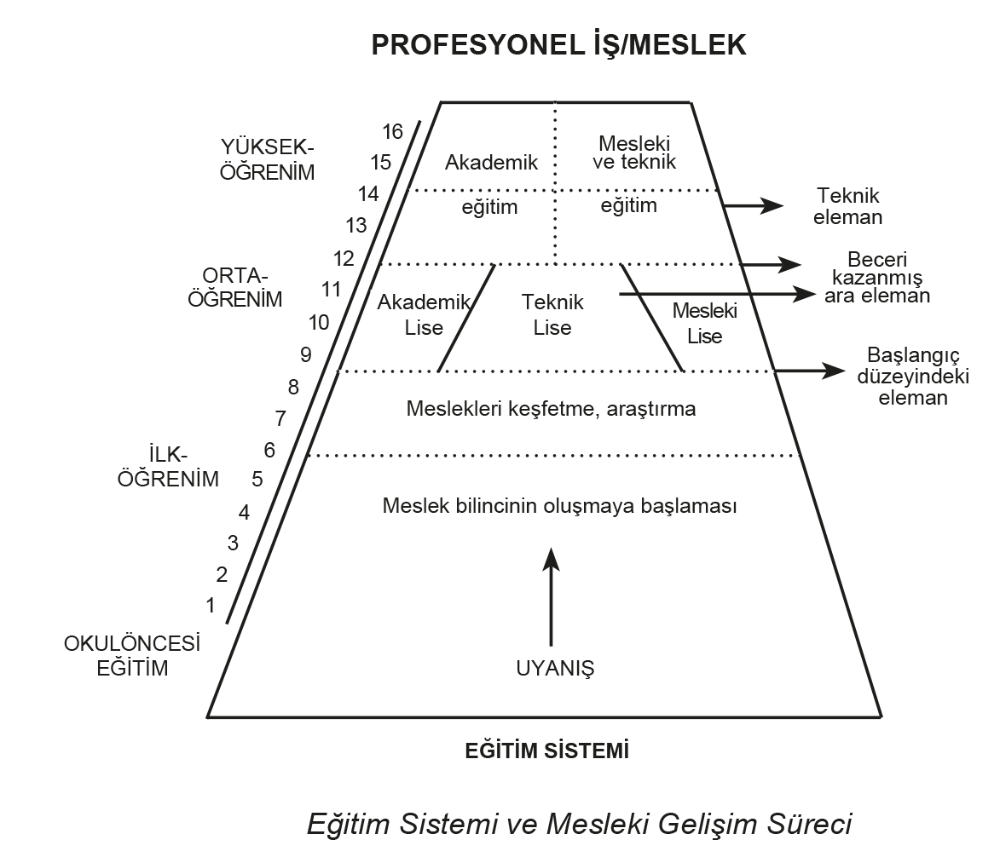 PROFESYONEL İŞ/MESLEK
16
15
14
13
12
11
10
9
8
7
6
5
4
3
2
1
YÜKSEK-
ÖĞRENİM
ORTA-
ÖĞRENİM
İLK-
ÖĞRENİM
OKULÖNCESİ
EĞİTİM
Akademik
eğitim
Mesleki
ve teknik
eğitim
Teknik
eleman
Beceri
kazanmış
ara eleman
Akademik
Lise
Teknik
Lise
Mesleki
Lise
Başlangıç
düzeyindeki
eleman
Meslekleri keşfetme, araştırma
Meslek bilincinin oluşmaya başlaması
UYANIŞ
EĞİTİM SİSTEMİ
Eğitim Sistemi ve Mesleki Gelişim Süreci